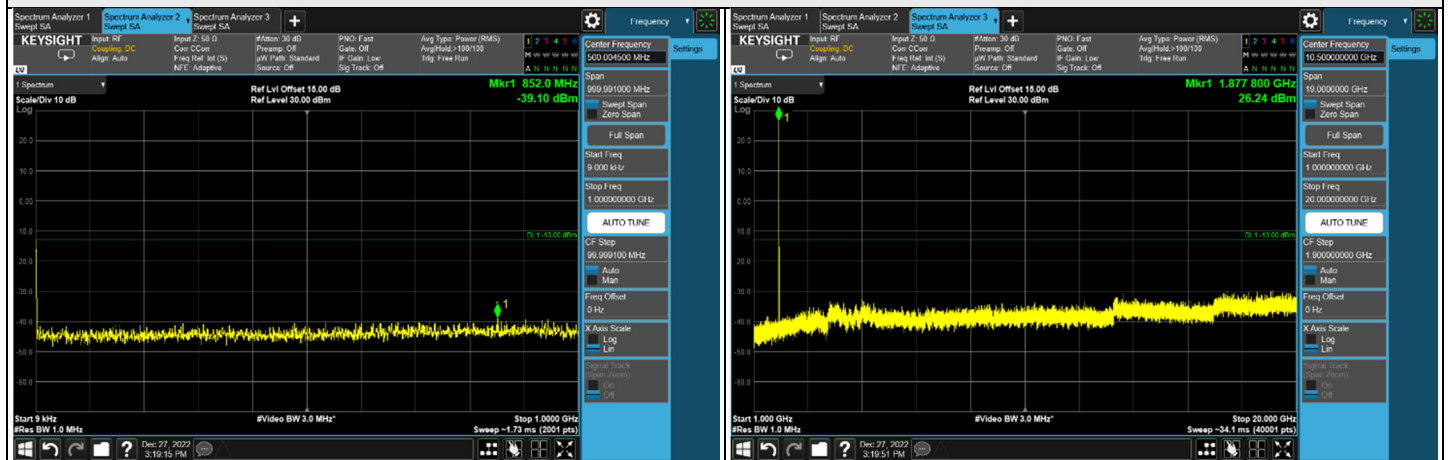 Spectrum Analyzer 1
Swept SA
Spectrum Analyzer 2
Swept SA
Spectrum Analyzer 3
Swept SA
Frequency
KEYSIGHT
Input: RF
Coupling: DC
Align: Auto
Input Z: 50 Ω
Corr CCorr
Freq Ref: Int (S)
NFE: Adaptive
#Atten: 30 dB
Preamp: Off
µW Path: Standard
Source: Off
PNO: Fast
Gate: Off
IF Gain: Low
Sig Track: Off
Avg Type: Power (RMS)
Avg|Hold:>100/100
Trig: Free Run
1 2 3 4 5 6
M W W W W W
A N N N N N
Center Frequency
500.004500 MHz
Settings
Span
999.991000 MHz
Swept Span
Zero Span
Full Span
Start Freq
9.000 kHz
Stop Freq
1.000000000 GHz
AUTO TUNE
CF Step
99.999100 MHz
Auto
Man
Freq Offset
0 Hz
X Axis Scale
Log
Lin
Signal Track
(Span Zoom)
On
Off
LXI
1 Spectrum
Scale/Div 10 dB
Log
Ref Lvl Offset 15.00 dB
Ref Level 30.00 dBm
Mkr1 852.0 MHz
-39.10 dBm
20.0
10.0
0.00
-10.0
-20.0
-30.0
-40.0
-50.0
-60.0
DL1 -13.00 dBm
1
Start 9 kHz
#Res BW 1.0 MHz
#Video BW 3.0 MHz*
Stop 1.0000 GHz
Sweep ~1.73 ms (2001 pts)
Dec 27, 2022
3:19:15 PM
Spectrum Analyzer 1
Swept SA
Spectrum Analyzer 2
Swept SA
Spectrum Analyzer 3
Swept SA
Frequency
KEYSIGHT
Input: RF
Coupling: DC
Align: Auto
Input Z: 50 Ω
Corr CCorr
Freq Ref: Int (S)
NFE: Adaptive
#Atten: 30 dB
Preamp: Off
µW Path: Standard
Source: Off
PNO: Fast
Gate: Off
IF Gain: Low
Sig Track: Off
Avg Type: Power (RMS)
Avg|Hold:>100/100
Trig: Free Run
1 2 3 4 5 6
M W W W W W
A N N N N N
Center Frequency
10.500000000 GHz
Settings
Span
19.0000000 GHz
Swept Span
Zero Span
Full Span
Start Freq
1.000000000 GHz
Stop Freq
20.000000000 GHz
AUTO TUNE
CF Step
1.900000000 GHz
Auto
Man
Freq Offset
0 Hz
X Axis Scale
Log
Lin
Signal Track
(Span Zoom)
On
Off
LXI
1 Spectrum
Scale/Div 10 dB
Log
Ref Lvl Offset 15.00 dB
Ref Level 30.00 dBm
Mkr1 1.877 800 GHz
26.24 dBm
20.0
10.0
0.00
-10.0
-20.0
-30.0
-40.0
-50.0
-60.0
DL1 -13.00 dBm
1
Start 1.000 GHz
#Res BW 1.0 MHz
#Video BW 3.0 MHz*
Stop 20.000 GHz
Sweep ~34.1 ms (40001 pts)
Dec 27, 2022
3:19:51 PM